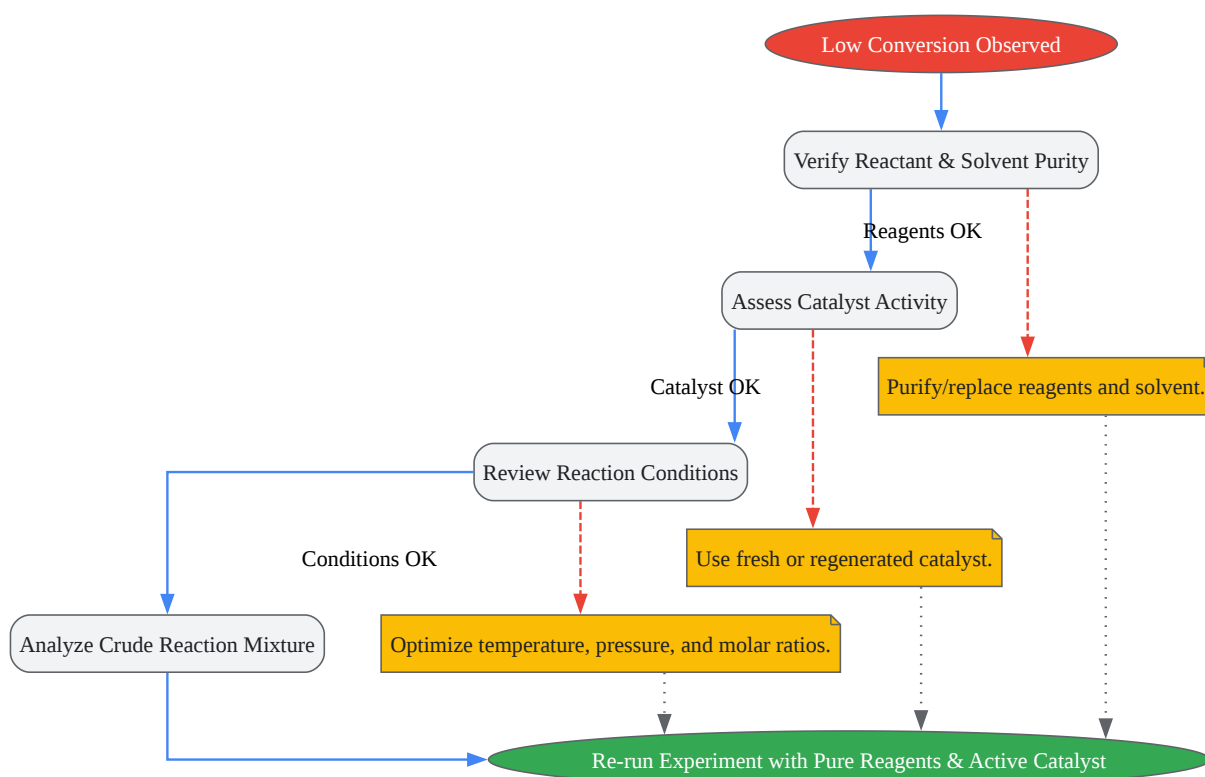 Low Conversion Observed
Verify Reactant & Solvent Purity
Reagents OK
Assess Catalyst Activity
Catalyst OK
Purify/replace reagents and solvent.
Review Reaction Conditions
Conditions OK
Use fresh or regenerated catalyst.
Analyze Crude Reaction Mixture
Optimize temperature, pressure, and molar ratios.
Re-run Experiment with Pure Reagents & Active Catalyst